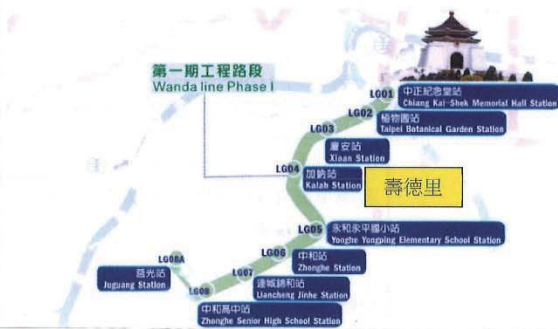 第一期工程路段
Wanda line Phase I
LG01
中正紀念堂站
Chiang Kai-Shek Memorial Hall Station
LG02
植物園站
Taipei Botanical Garden Station
LG03
廈安站
Xiaan Station
LG04
加蚋站
Kalah Station
壽德里
LG05
永和永平國小站
Yonghe Yongping Elementary School Station
LG06
中和站
Zhonghe Station
LG07
連城錦和站
Liancheng Jinhe Station
LG08
中和高中站
Zhonghe Senior High School Station
LG08A
莒光站
Juguang Station